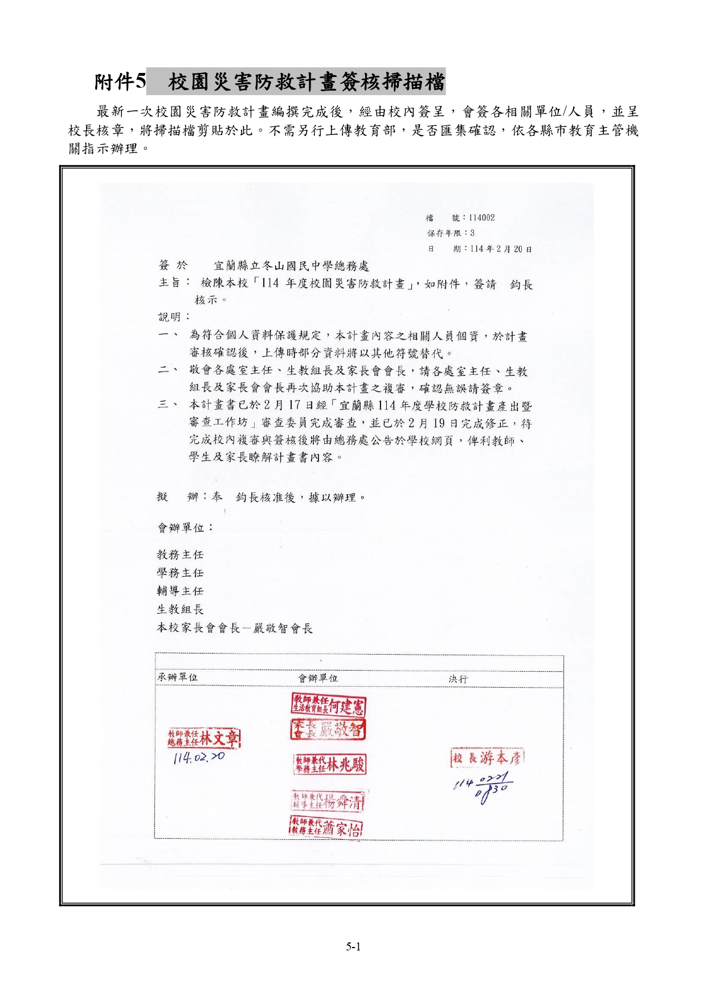 附件5　校園災害防救計畫簽核掃描檔
最新一次校園災害防救計畫編撰完成後，經由校內簽呈，會簽各相關單位/人員，並呈
校長核章，將掃描檔剪貼於此。不需另行上傳教育部，是否匯集確認，依各縣市教育主管機
關指示辦理。
檔　號：114002
保存年限：3
日　期：114 年 2 月 20 日
簽 於　宜蘭縣立冬山國民中學總務處
主旨： 檢陳本校「114 年度校園災害防救計畫」，如附件，簽請　鈞長
核示。
說明：
一、 為符合個人資料保護規定，本計畫內容之相關人員個資，於計畫
審核確認後，上傳時部分資料將以其他符號替代。
二、 敬會各處室主任、生教組長及家長會會長，請各處室主任、生教
組長及家長會會長再次協助本計畫之複審，確認無誤請簽章。
三、 本計畫書已於 2 月 17 日經「宜蘭縣 114 年度學校防救計畫產出暨
審查工作坊」審查委員完成審查，並已於 2 月 19 日完成修正，待
完成校內複審與簽核後將由總務處公告於學校網頁，俾利教師、
學生及家長瞭解計畫書內容。
擬　辦：奉　鈞長核准後，據以辦理。
會辦單位：
教務主任
學務主任
輔導主任
生教組長
本校家長會會長－嚴敬智會長
承辦單位　會辦單位　決行
教師兼任
生活教育組長 何建憲
家長
會長 嚴敬智
教師兼任
總務主任 林文章
114.02.20
教師兼代
學務主任 林兆駿
校長 游本彥
114 0221
0830
教師兼代
輔導主任 楊舜清
教師兼代
教務主任 蕭家怡
5-1